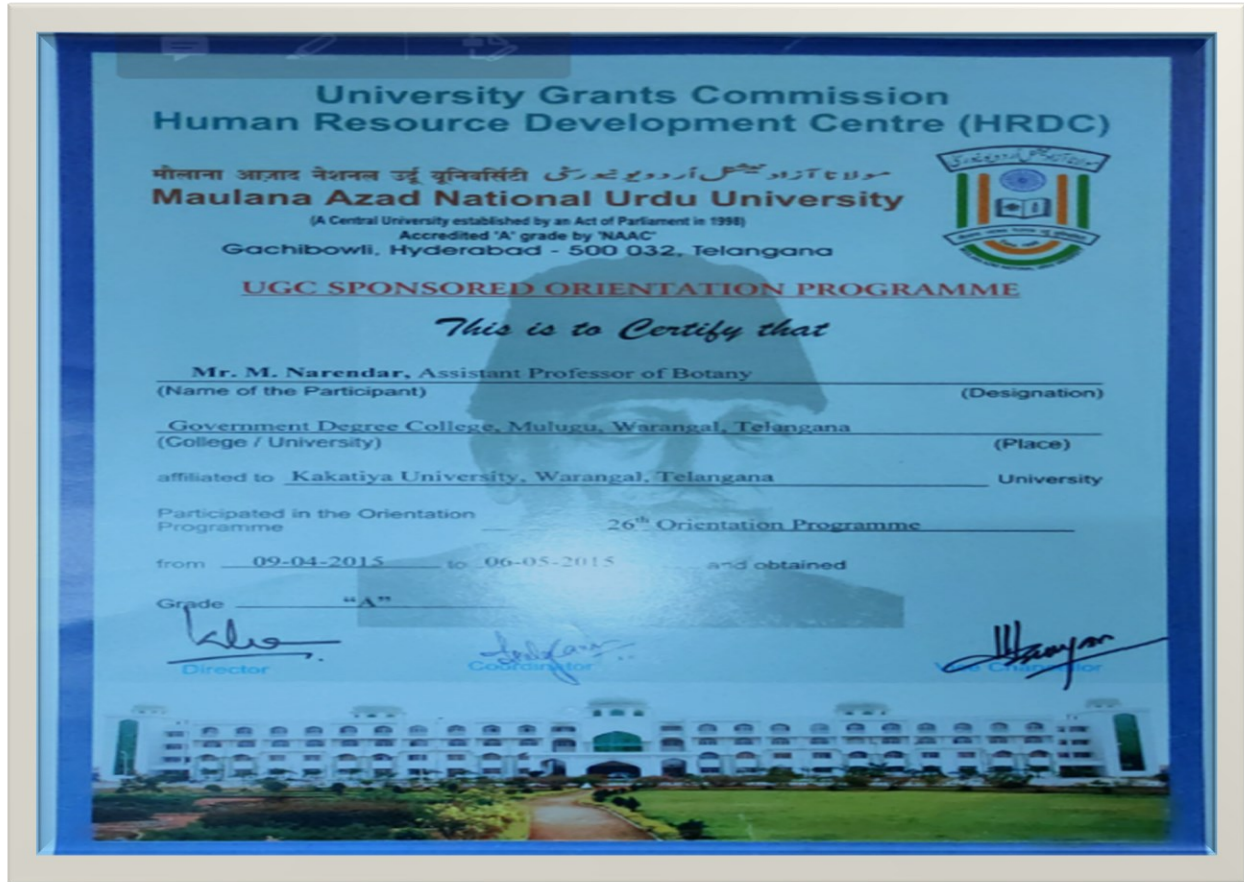 University Grants Commission
Human Resource Development Centre (HRDC)
मौलाना आज़ाद नेशनल उर्दू यूनिवर्सिटी مولانا آزاد نیشنل اُردو یونیورسٹی
Maulana Azad National Urdu University
(A Central University established by an Act of Parliament in 1998)
Accredited 'A' grade by 'NAAC'
Gachibowli, Hyderabad - 500 032, Telangana
UGC SPONSORED ORIENTATION PROGRAMME
This is to Certify that
Mr. M. Narendar, Assistant Professor of Botany
(Name of the Participant) (Designation)
Government Degree College, Mulugu, Warangal, Telangana
(College / University) (Place)
affiliated to Kakatiya University, Warangal, Telangana University
Participated in the Orientation
Programme 26th Orientation Programme
from 09-04-2015 to 06-05-2015 and obtained
Grade "A"
Director Coordinator Vice Chancellor